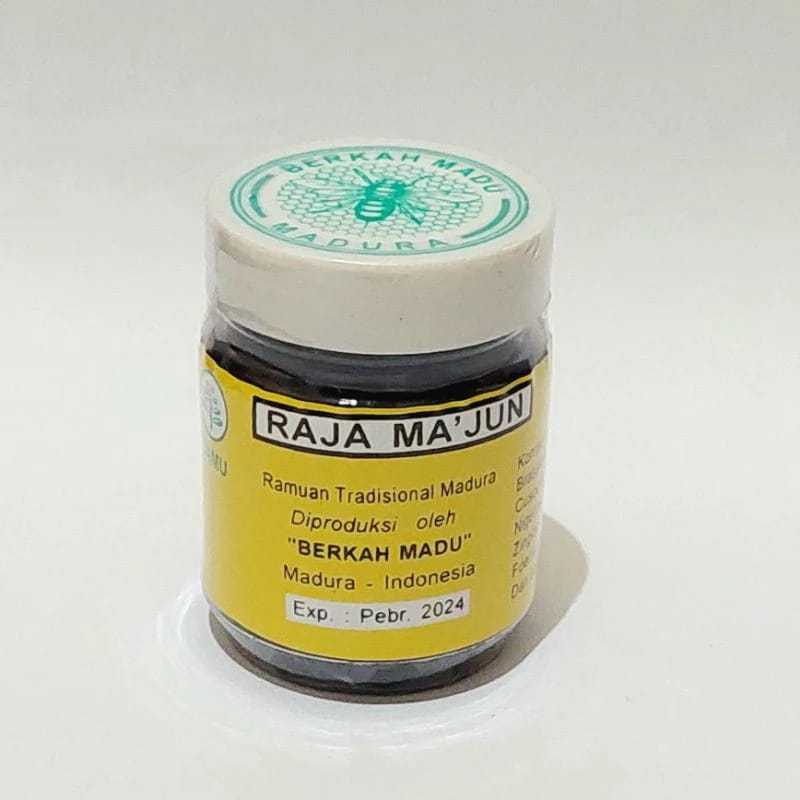 BERKAH MADU
MADURA
RAJA MA'JUN
Ramuan Tradisional Madura
Diproduksi oleh
"BERKAH MADU"
Madura - Indonesia
Exp. : Pebr. 2024